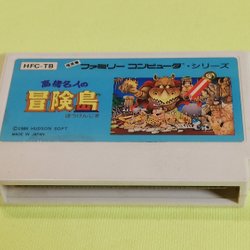 HFC-TB
ファミリー コンピュータ・シリーズ
高橋名人の
冒険島
ぼうけんじま
©1986 HUDSON SOFT
MADE IN JAPAN